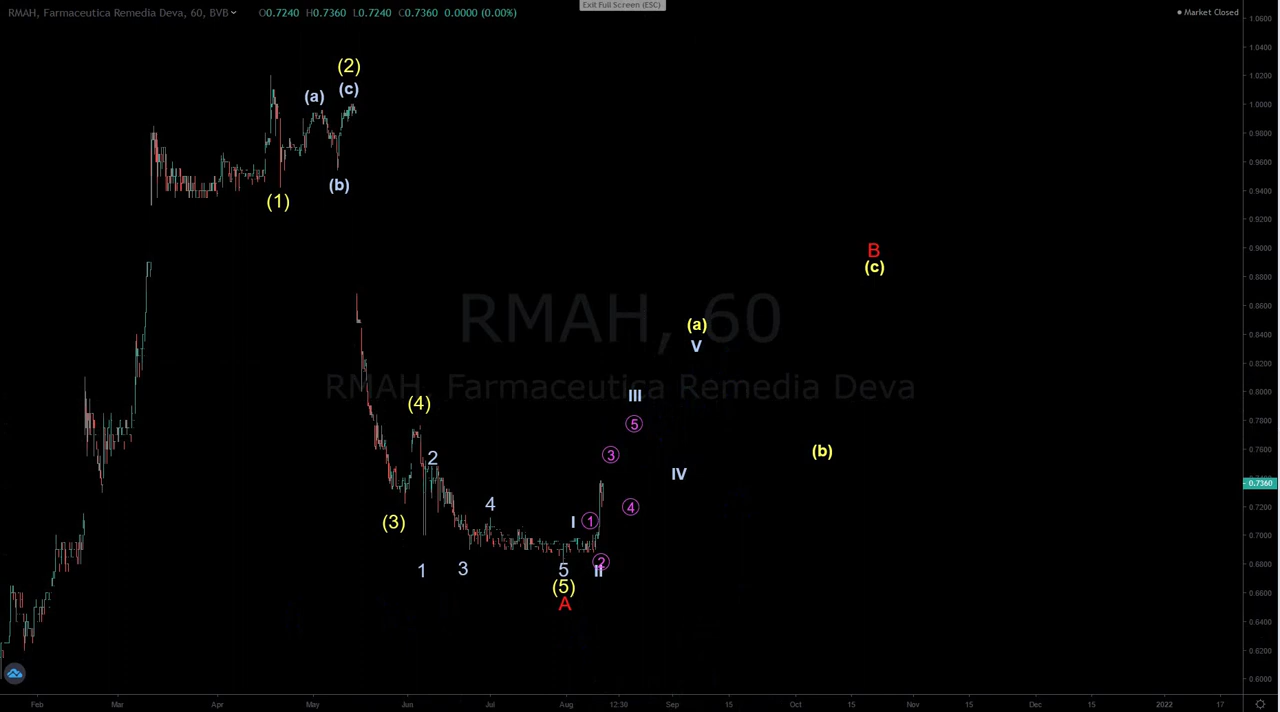 Exit Full Screen (ESC)
RMAH, Farmaceutica Remedia Deva, 60, BVB O0.7240 H0.7360 L0.7240 C0.7360 0.0000 (0.00%)
Market Closed
1.0600
1.0400
(2)
1.0200
(c)
(a)
1.0000
0.9800
0.9600
(b)
0.9400
(1)
0.9200
B
0.9000
(c)
0.8800
0.8600
RMAH, 60
(a)
0.8400
V
0.8200
RMAH, Farmaceutica Remedia Deva
0.8000
III
(4)
0.7800
5
2
3
(b)
0.7600
IV
0.7400
0.7360
4
4
0.7200
(3)
I
1
0.7000
1
3
5
2
II
0.6800
(5)
0.6600
A
0.6400
0.6200
0.6000
Feb Mar Apr May Jun Jul Aug 12:30 Sep 15 Oct 15 Nov 15 Dec 15 2022 17